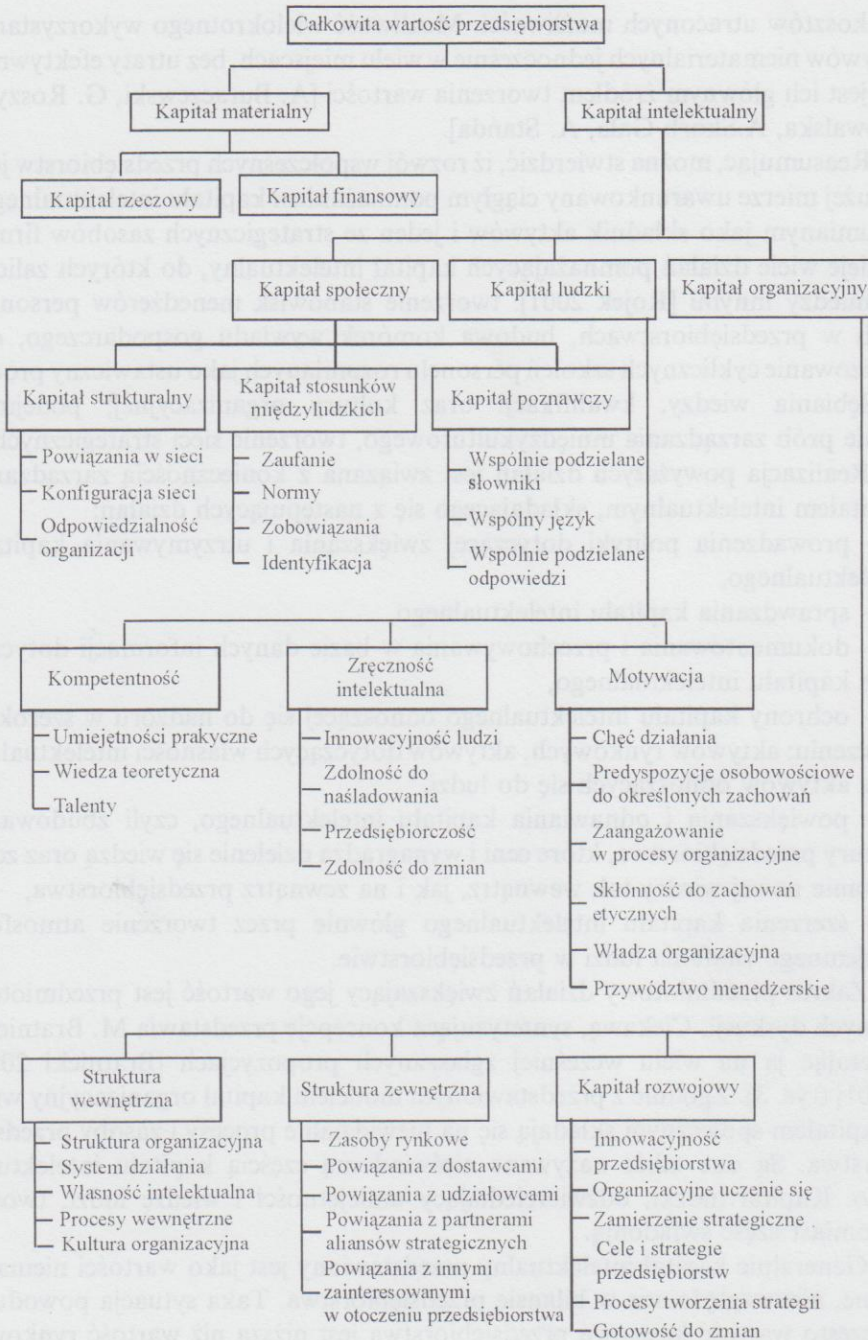 Całkowita wartość przedsiębiorstwa
Kapitał materialny
Kapitał intelektualny
Kapitał rzeczowy
Kapitał finansowy
Kapitał społeczny
Kapitał ludzki
Kapitał organizacyjny
Kapitał strukturalny
Powiązania w sieci
Konfiguracja sieci
Odpowiedzialność
organizacji
Kapitał stosunków
międzyludzkich
Zaufanie
Normy
Zobowiązania
Identyfikacja
Kapitał poznawczy
Wspólnie podzielane
słowniki
Wspólny język
Wspólnie podzielane
odpowiedzi
Kompetentność
Umiejętności prakyczne
Wiedza teoretyczna
Talenty
Zręczność
intelektualna
Innowacyjność ludzi
Zdolność do
naśladowania
Przedsiębiorczość
Zdolność do zmian
Motywacja
Chęć działania
Predyspozycje osobowościowe
do określonych zachowań
Zaangażowanie
w procesy organizacyjne
Skłonność do zachowań
etycznych
Władza organizacyjna
Przywództwo menedżerskie
Struktura
wewnętrzna
Struktura organizacyjna
System działania
Własność intelektualna
Procesy wewnętrzne
Kultura organizacyjna
Struktura zewnętrzna
Zasoby rynkowe
Powiązania z dostawcami
Powiązania z udziałowcami
Powiązania z partnerami
aliansów strategicznych
Powiązania z innymi
zainteresowanymi
w otoczeniu przedsiębiorstwa
Kapitał rozwojowy
Innowacyjność
przedsiębiorstwa
Organizacyjne uczenie się
Zamierzenie strategiczne
Cele i strategie
przedsiębiorstw
Procesy tworzenia strategii
Gotowość do zmian